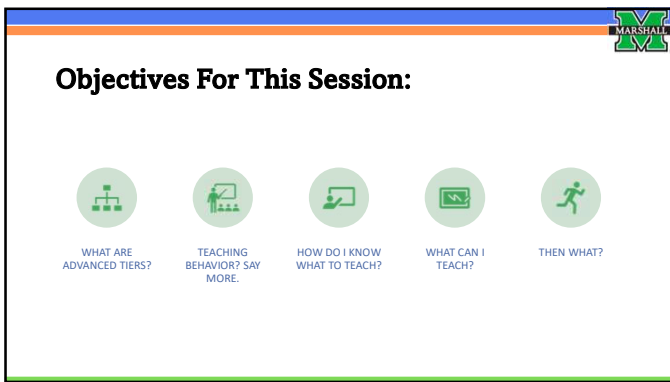 MARSHALL
Objectives For This Session:
WHAT ARE
ADVANCED TIERS?
TEACHING
BEHAVIOR? SAY
MORE.
HOW DO I KNOW
WHAT TO TEACH?
WHAT CAN I
TEACH?
THEN WHAT?